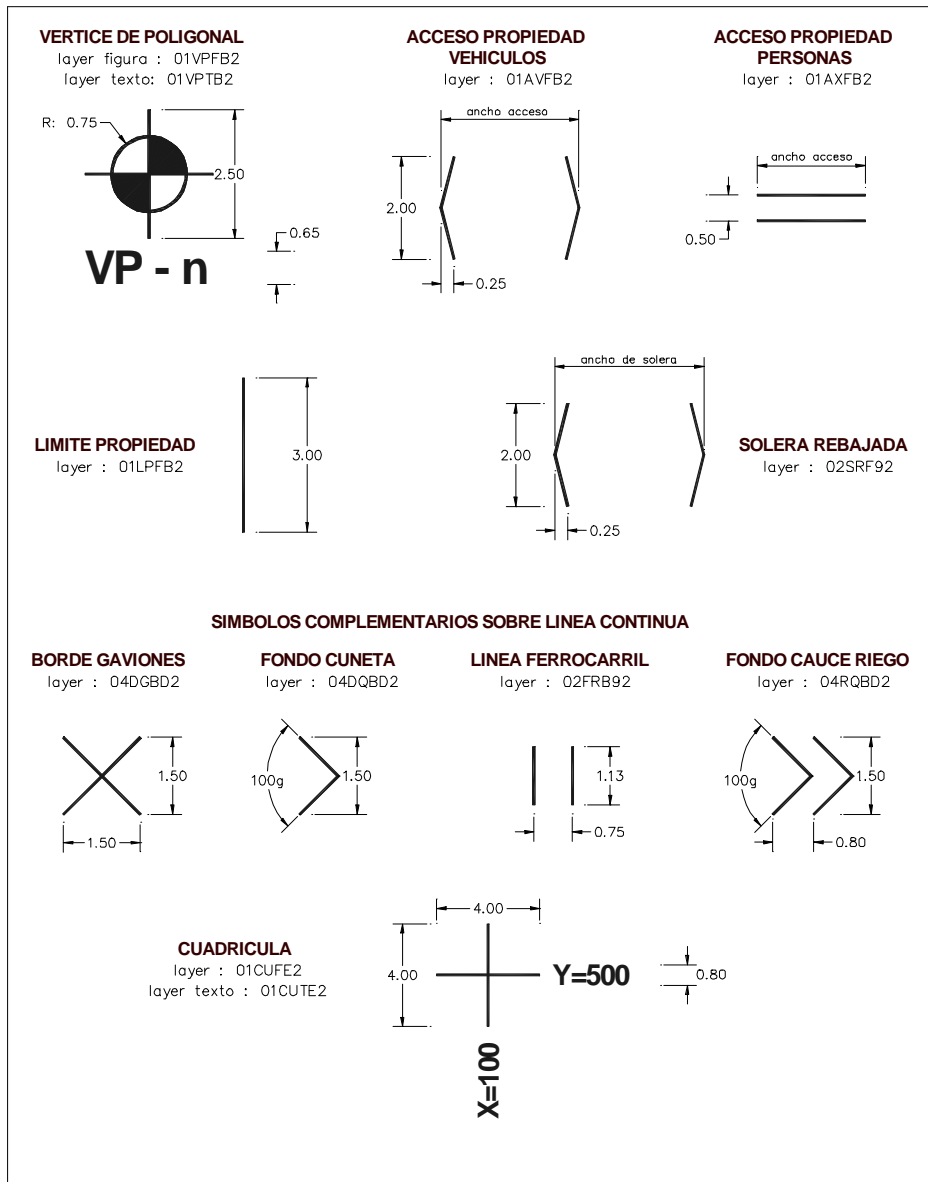 VERTICE DE POLIGONAL
layer figura : 01VPFB2
layer texto: 01VPTB2
R: 0.75
2.50
0.65
VP - n
ACCESO PROPIEDAD
VEHICULOS
layer : 01AVFB2
ancho acceso
2.00
0.25
ACCESO PROPIEDAD
PERSONAS
layer : 01AXFB2
ancho acceso
0.50
LIMITE PROPIEDAD
layer : 01LPFB2
3.00
ancho de solera
2.00
0.25
SOLERA REBAJADA
layer : 02SRF92
SIMBOLOS COMPLEMENTARIOS SOBRE LINEA CONTINUA
BORDE GAVIONES
layer : 04DGBD2
1.50
1.50
FONDO CUNETA
layer : 04DQBD2
100g
1.50
LINEA FERROCARRIL
layer : 02FRB92
1.13
0.75
FONDO CAUCE RIEGO
layer : 04RQBD2
100g
1.50
0.80
CUADRICULA
layer : 01CUFE2
layer texto : 01CUTE2
4.00
4.00
Y=500
0.80
X=100